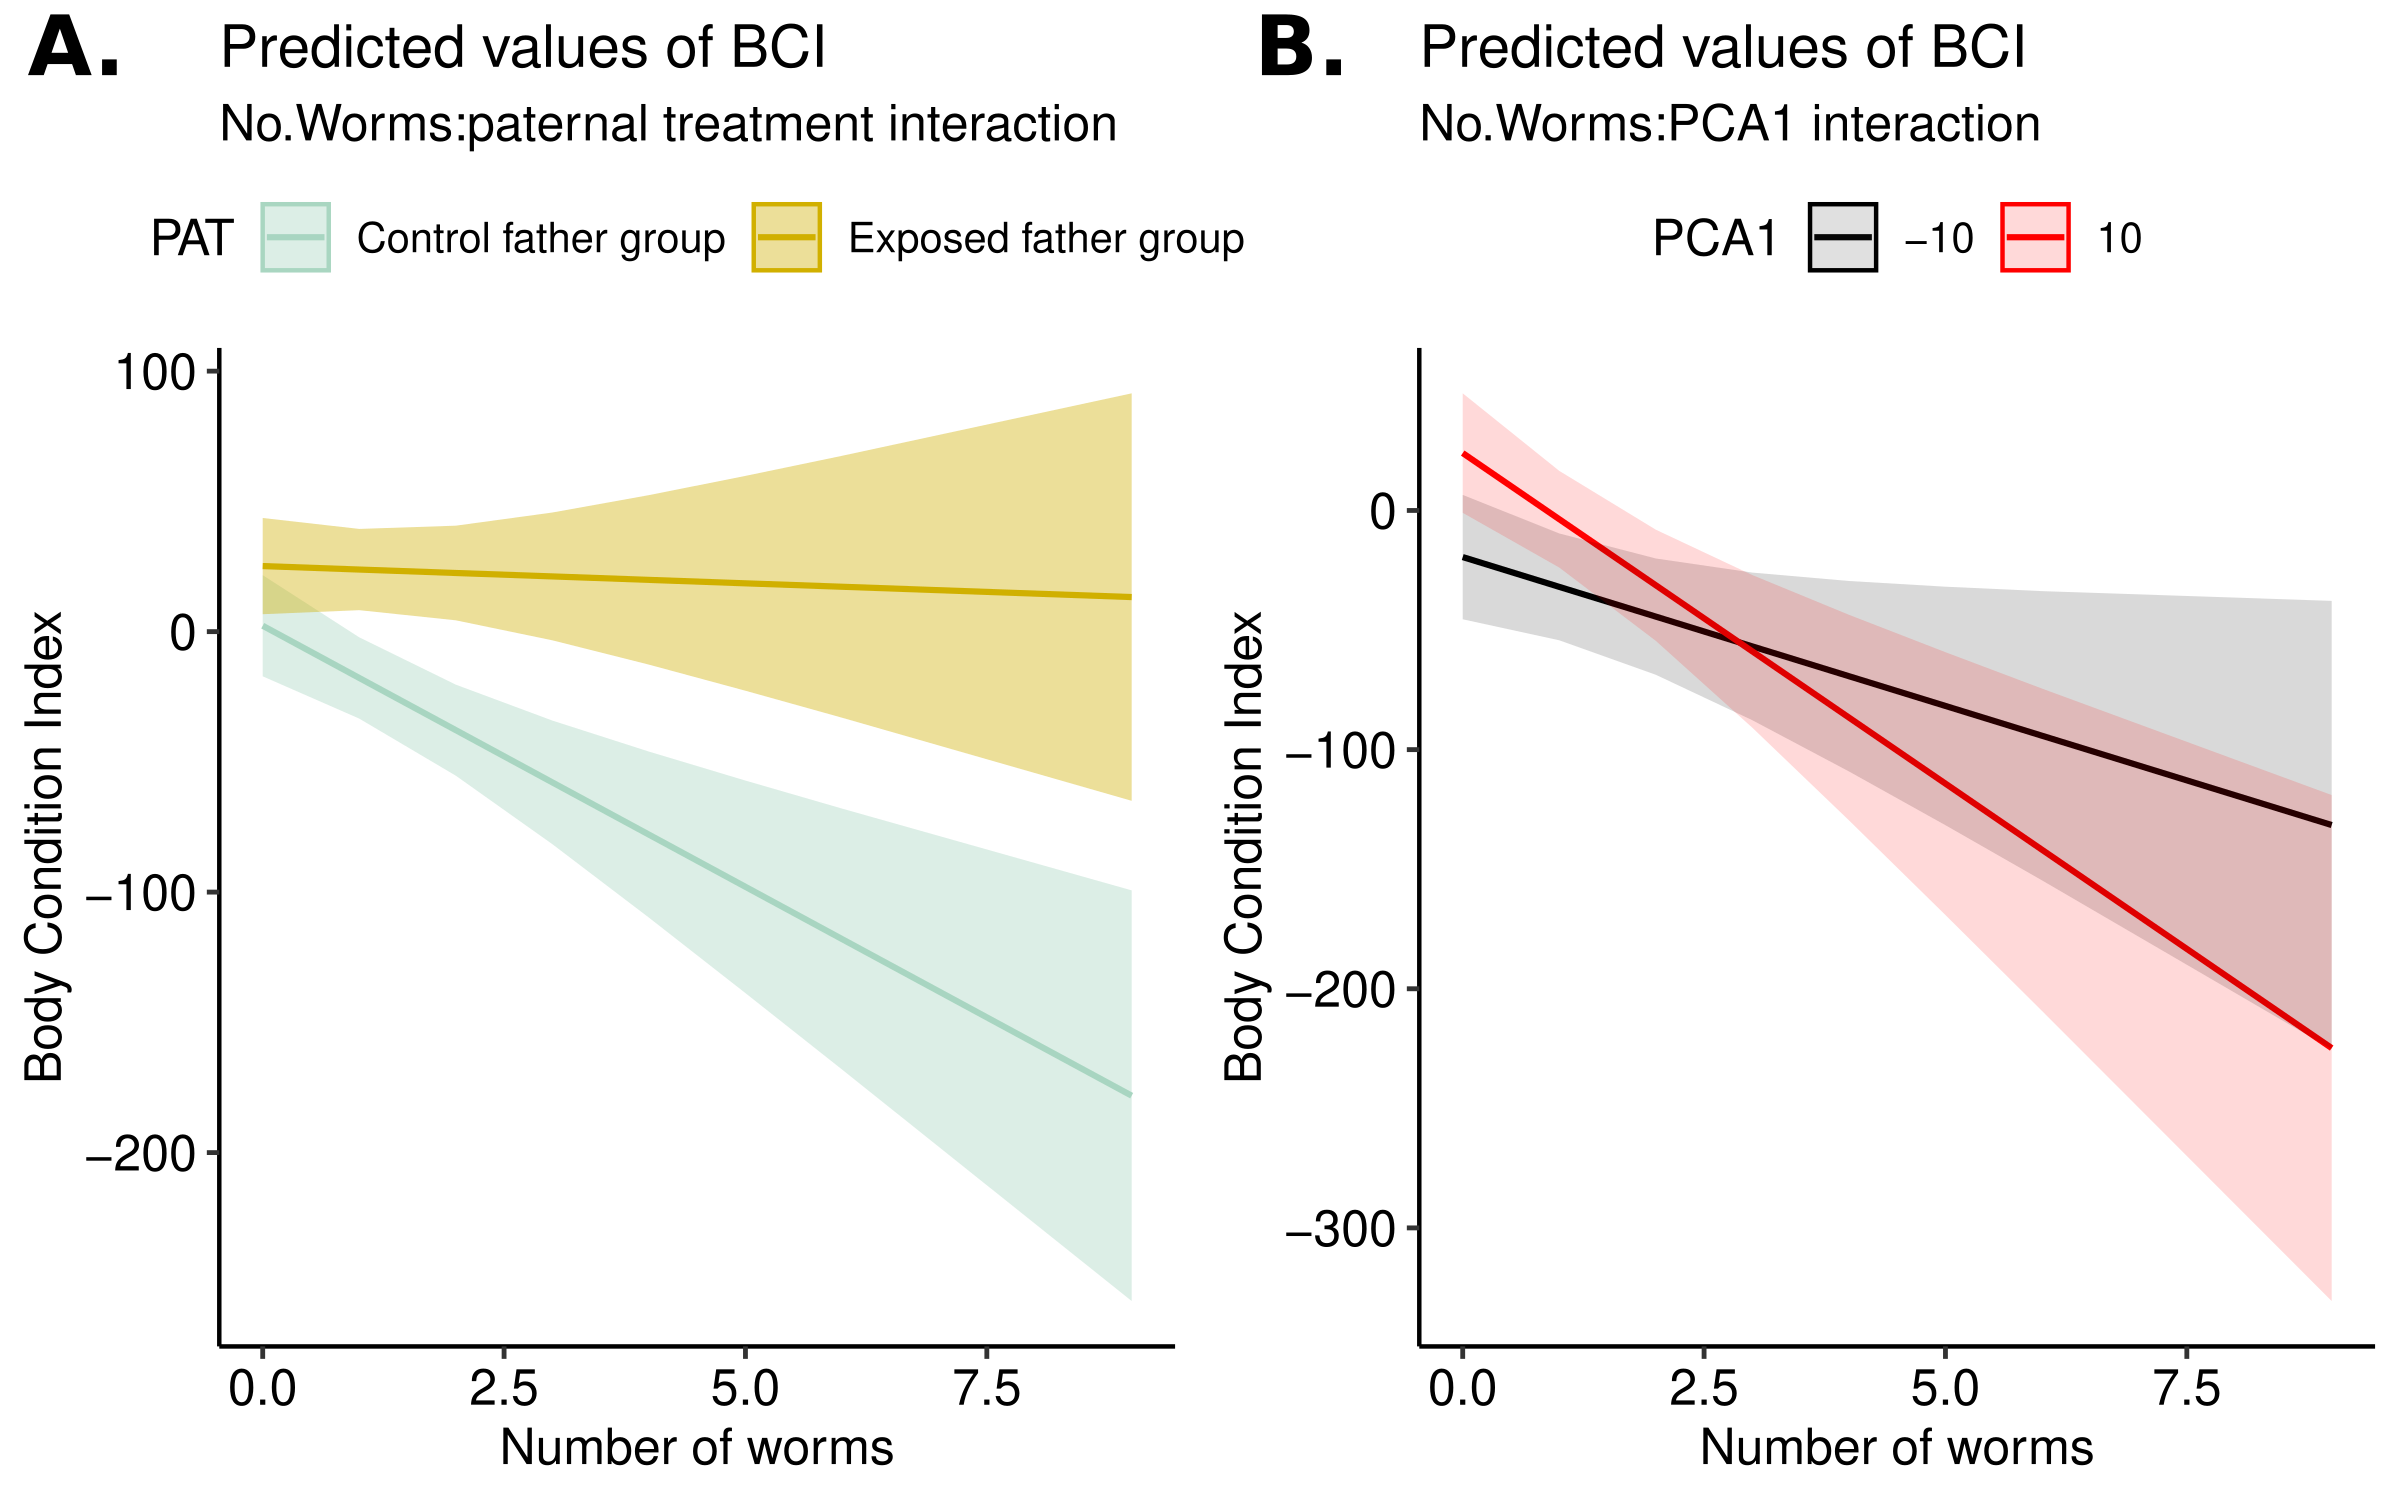 A.
Predicted values of BCI
No.Worms:paternal treatment interaction
PAT Control father group Exposed father group
100
0
−100
−200
Body Condition Index
0.0 2.5 5.0 7.5
Number of worms
B.
Predicted values of BCI
No.Worms:PCA1 interaction
PCA1 −10 10
0
−100
−200
−300
Body Condition Index
0.0 2.5 5.0 7.5
Number of worms